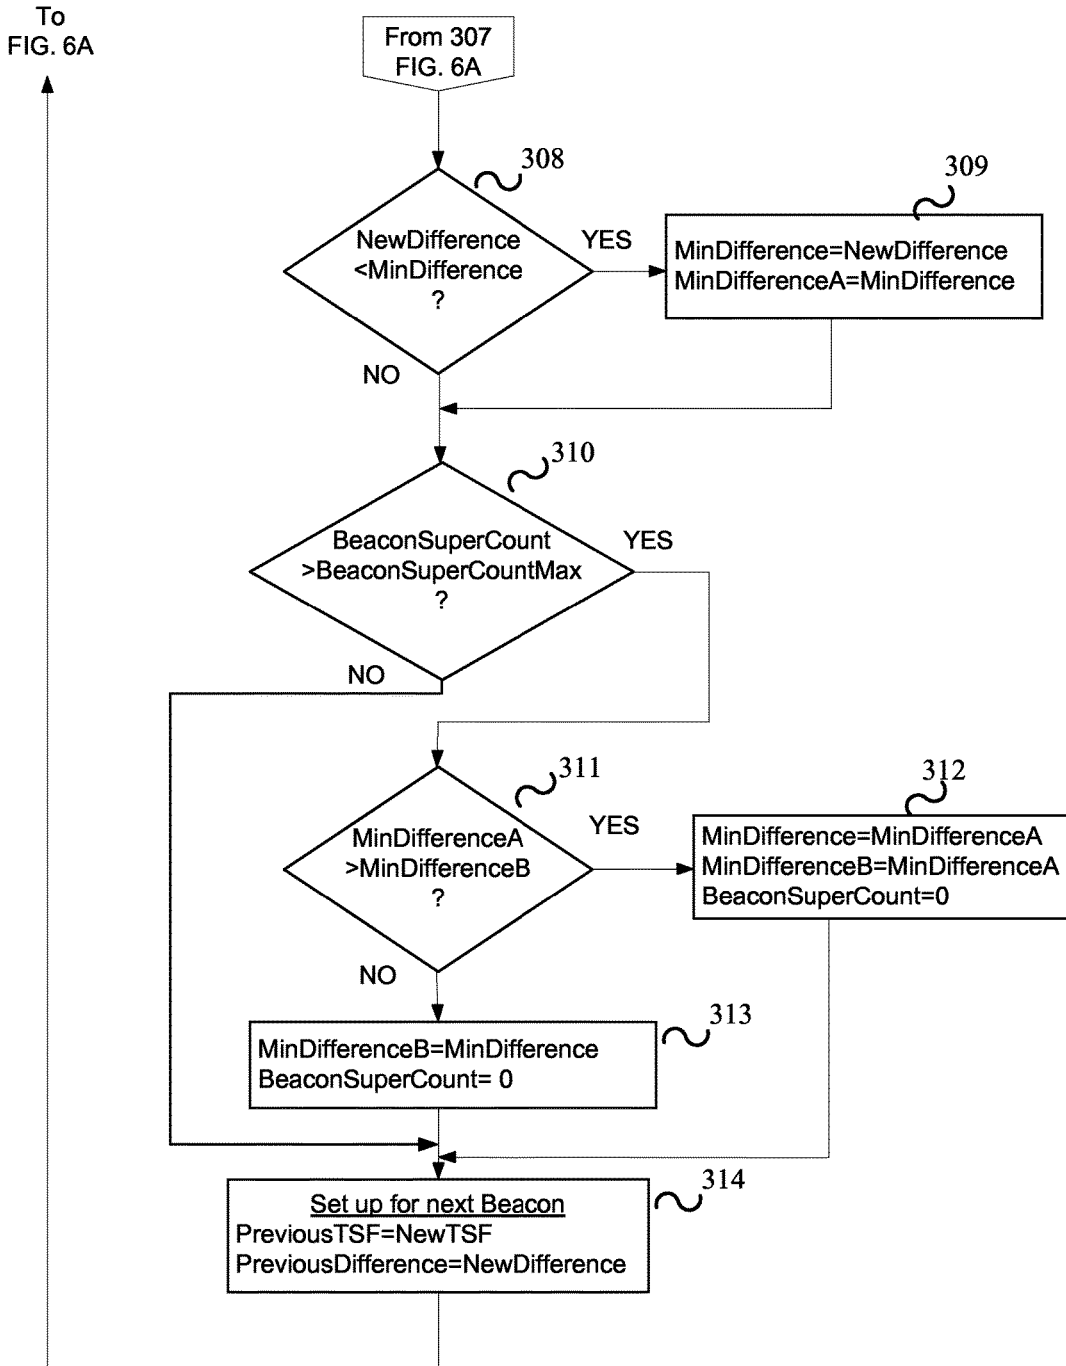 To
FIG. 6A
From 307
FIG. 6A
308
NewDifference
<MinDifference
?
YES
NO
309
MinDifference=NewDifference
MinDifferenceA=MinDifference
310
BeaconSuperCount
>BeaconSuperCountMax
?
YES
NO
311
MinDifferenceA
>MinDifferenceB
?
YES
NO
312
MinDifference=MinDifferenceA
MinDifferenceB=MinDifferenceA
BeaconSuperCount=0
313
MinDifferenceB=MinDifference
BeaconSuperCount= 0
314
Set up for next Beacon
PreviousTSF=NewTSF
PreviousDifference=NewDifference